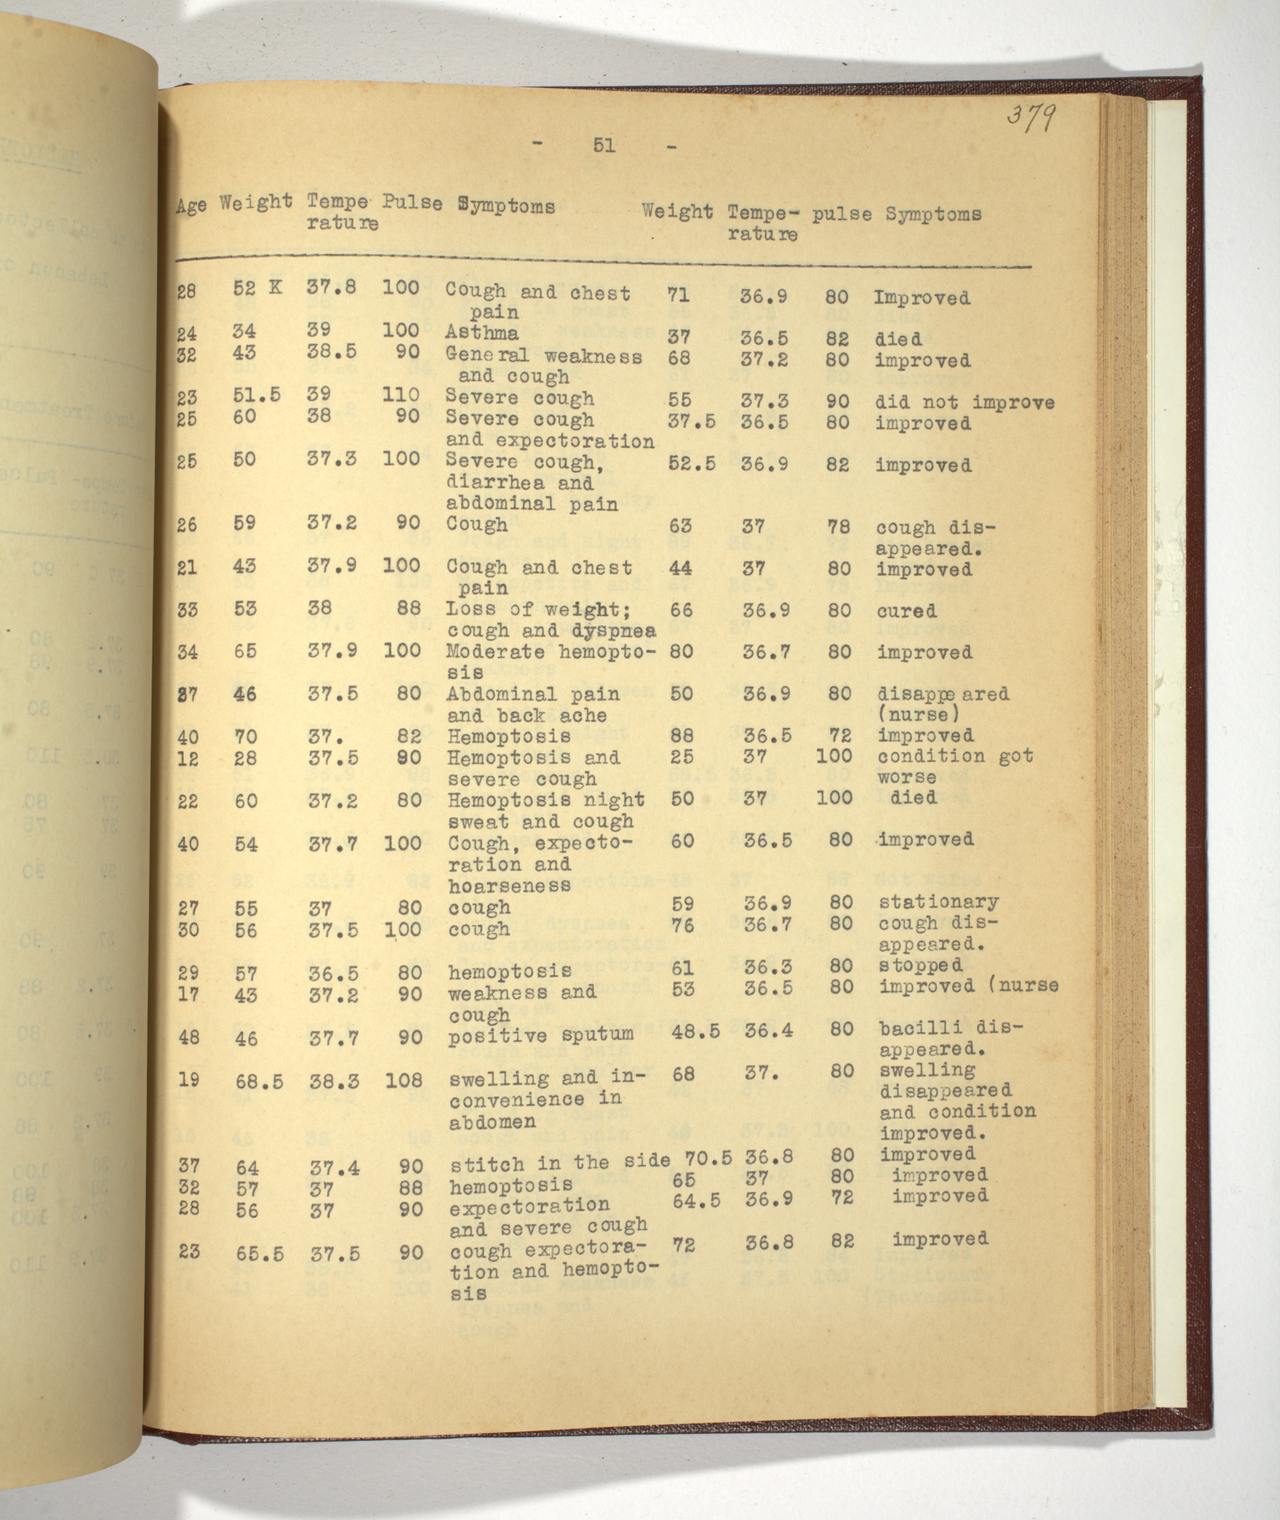 379
- 51 -
Age Weight Tempe Pulse Symptoms Weight Tempe- pulse Symptoms
rature rature
28 52 K 37.8 100 Cough and chest 71 36.9 80 Improved
pain
24 34 39 100 Asthma 37 36.5 82 died
32 43 38.5 90 General weakness 68 37.2 80 improved
and cough
23 51.5 39 110 Severe cough 55 37.3 90 did not improve
25 60 38 90 Severe cough 37.5 36.5 80 improved
and expectoration
25 50 37.3 100 Severe cough, 52.5 36.9 82 improved
diarrhea and
abdominal pain
26 59 37.2 90 Cough 63 37 78 cough dis-
appeared.
21 43 37.9 100 Cough and chest 44 37 80 improved
pain
33 53 38 88 Loss of weight; 66 36.9 80 cured
cough and dyspnea
34 65 37.9 100 Moderate hemopto- 80 36.7 80 improved
sis
37 46 37.5 80 Abdominal pain 50 36.9 80 disappeared
and back ache (nurse)
40 70 37. 82 Hemoptosis 88 36.5 72 improved
12 28 37.5 90 Hemoptosis and 25 37 100 condition got
severe cough worse
22 60 37.2 80 Hemoptosis night 50 37 100 died
sweat and cough
40 54 37.7 100 Cough, expecto- 60 36.5 80 improved
ration and
hoarseness
27 55 37 80 cough 59 36.9 80 stationary
30 56 37.5 100 cough 76 36.7 80 cough dis-
appeared.
29 57 36.5 80 hemoptosis 61 36.3 80 stopped
17 43 37.2 90 weakness and 53 36.5 80 improved (nurse
cough
48 46 37.7 90 positive sputum 48.5 36.4 80 bacilli dis-
appeared.
19 68.5 38.3 108 swelling and in- 68 37. 80 swelling
convenience in disappeared
abdomen and condition
improved.
37 64 37.4 90 stitch in the side 70.5 36.8 80 improved
32 57 37 88 hemoptosis 65 37 80 improved
28 56 37 90 expectoration 64.5 36.9 72 improved
and severe cough
23 65.5 37.5 90 cough expectora- 72 36.8 82 improved
tion and hemopto-
sis